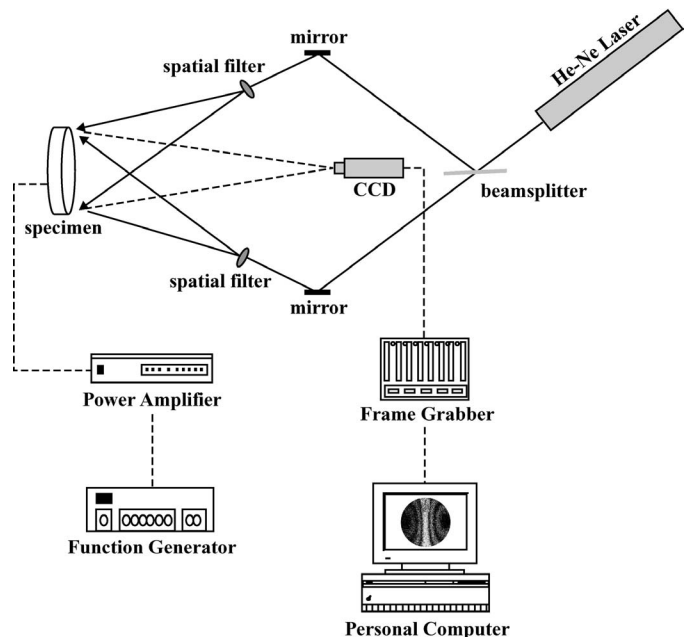 mirror
He-Ne Laser
spatial filter
CCD
beamsplitter
specimen
spatial filter
mirror
Power Amplifier
Frame Grabber
Function Generator
Personal Computer